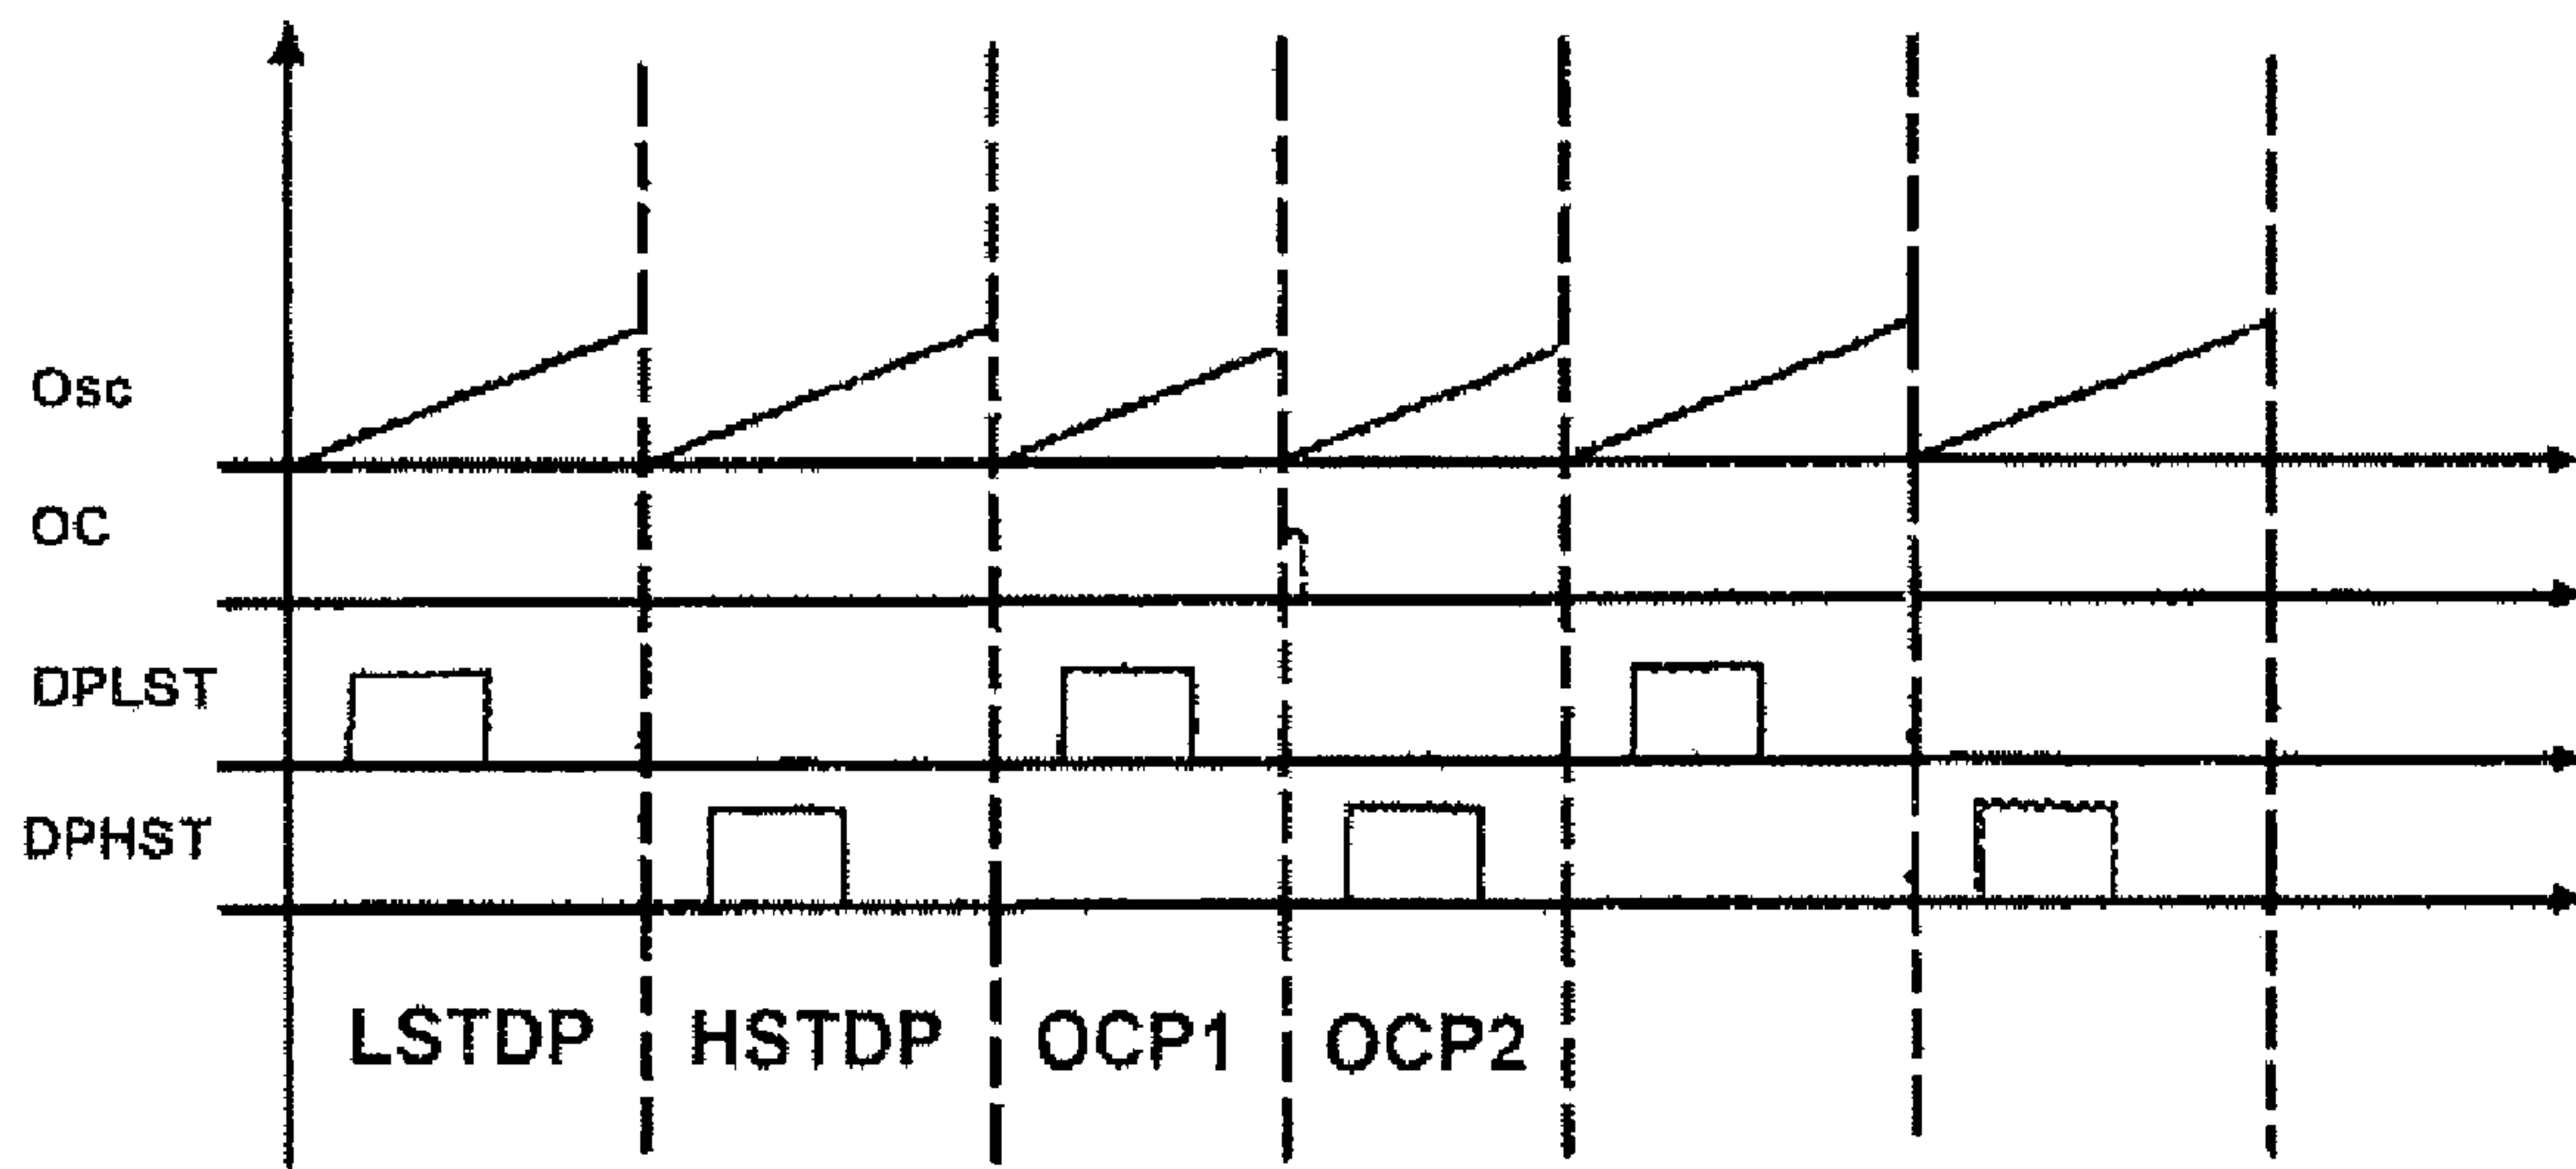 Osc
OC
DPLST
DPHST
LSTDP HSTDP OCP1 OCP2